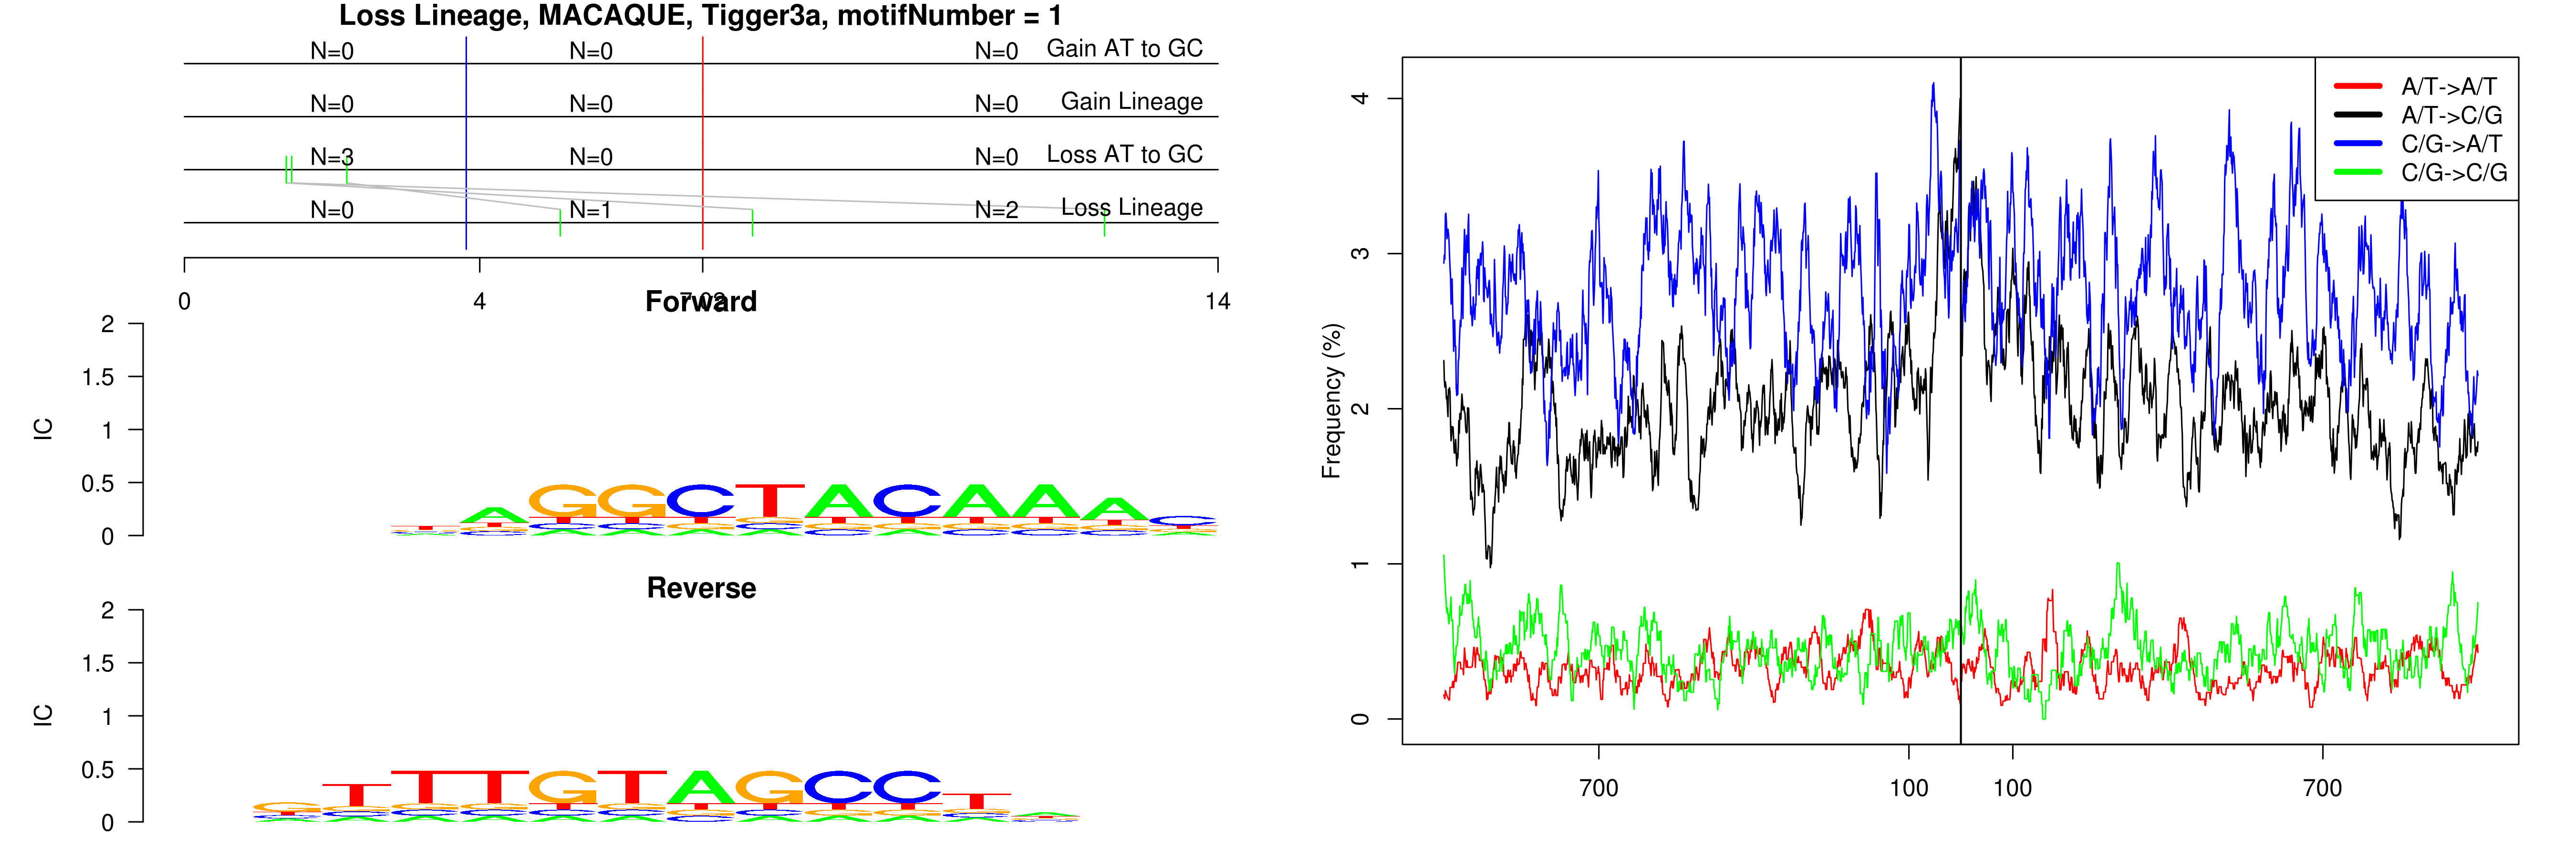 Loss Lineage, MACAQUE, Tigger3a, motifNumber = 1
N=0 N=0 N=0 Gain AT to GC
N=0 N=0 N=0 Gain Lineage
N=3 N=0 N=0 Loss AT to GC
N=0 N=1 N=2 Loss Lineage
0 4 14
Forward
2
1.5
1
0.5
0
IC
TAGGCTACAAAC
Reverse
2
1.5
1
0.5
0
IC
GTTTGTAGCCTA
A/T->A/T
A/T->C/G
C/G->A/T
C/G->C/G
4
3
2
1
0
Frequency (%)
700 100 100 700